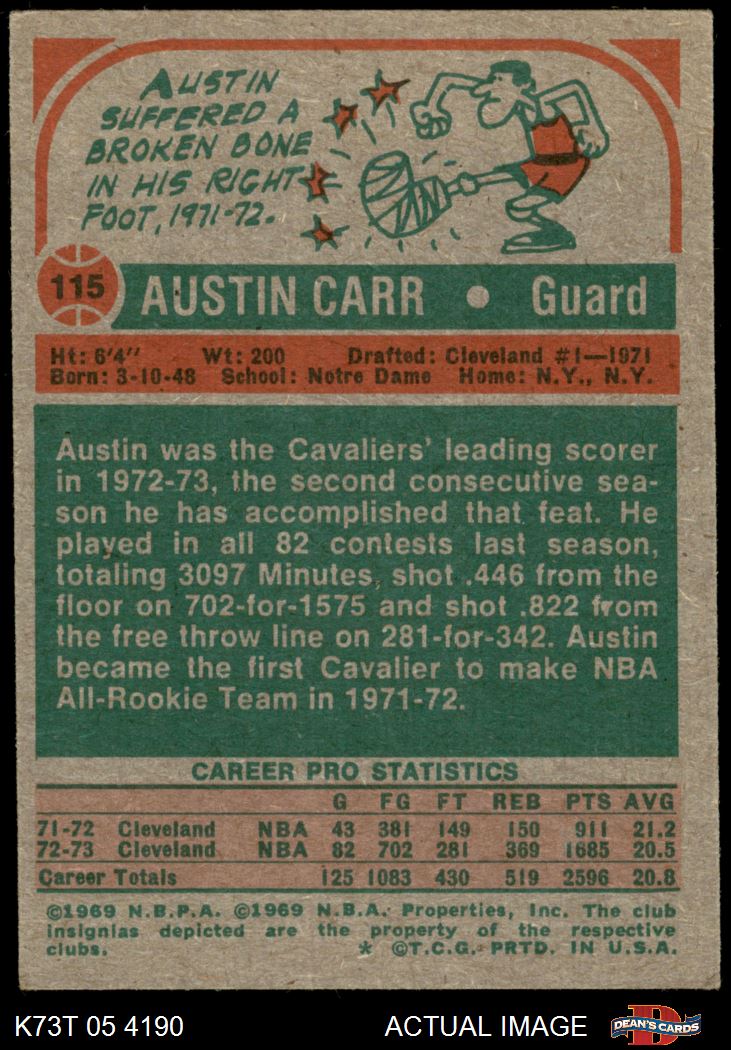 AUSTIN
SUFFERED A
BROKEN BONE
IN HIS RIGHT
FOOT, 1971-72.
115 AUSTIN CARR • Guard
Ht: 6'4" Wt: 200 Drafted: Cleveland #1—1971
Born: 3-10-48 School: Notre Dame Home: N.Y., N.Y.
Austin was the Cavaliers' leading scorer
in 1972-73, the second consecutive sea-
son he has accomplished that feat. He
played in all 82 contests last season,
totaling 3097 Minutes, shot .446 from the
floor on 702-for-1575 and shot .822 from
the free throw line on 281-for-342. Austin
became the first Cavalier to make NBA
All-Rookie Team in 1971-72.
CAREER PRO STATISTICS
G FG FT REB PTS AVG
71-72 Cleveland NBA 43 381 149 150 911 21.2
72-73 Cleveland NBA 82 702 281 369 1685 20.5
Career Totals 125 1083 430 519 2596 20.8
©1969 N.B.P.A. ©1969 N.B.A. Properties, Inc. The club
insignias depicted are the property of the respective
clubs. * ©T.C.G. PRTD. IN U.S.A.
K73T 05 4190 ACTUAL IMAGE DEAN'S CARDS